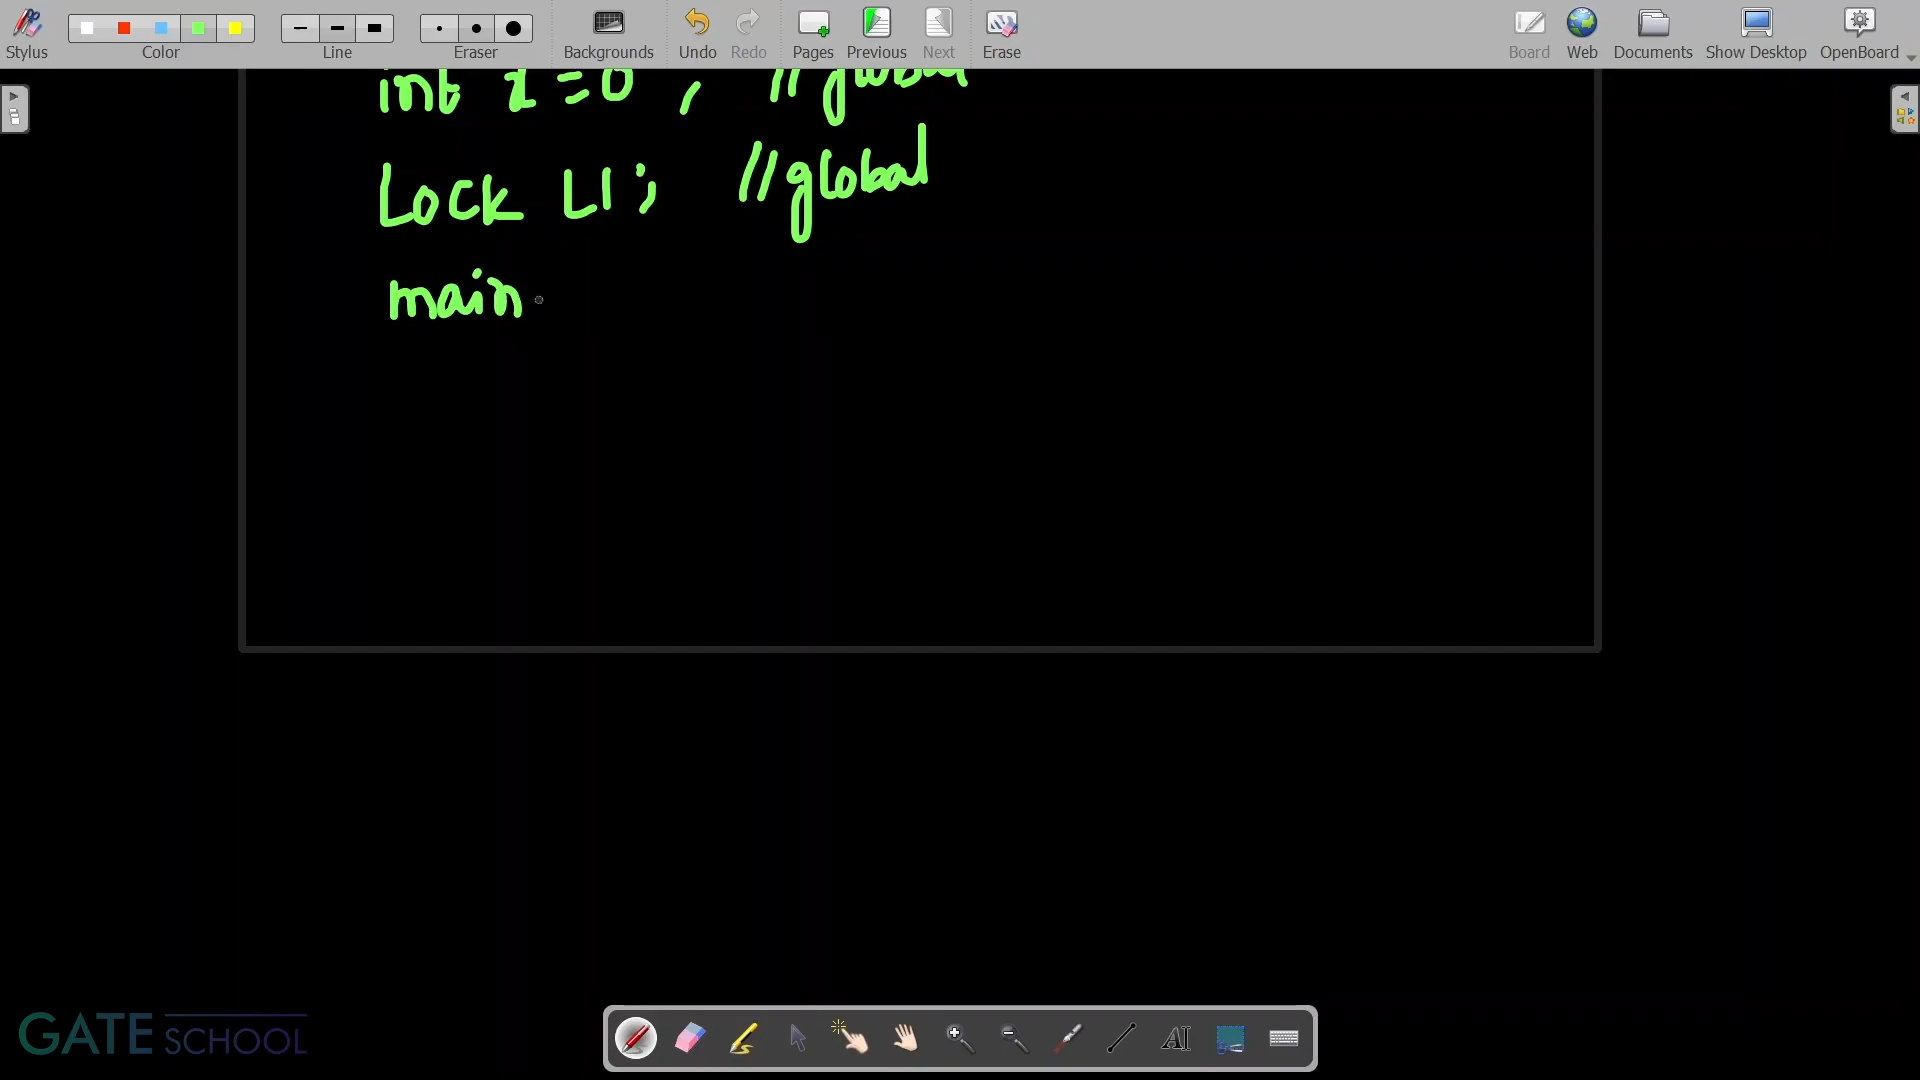 Stylus Color Line Eraser Backgrounds Undo Redo Pages Previous Next Erase Board Web Documents Show Desktop OpenBoard
int x = 0 ; //global
Lock L1; //global
main
AI
GATE SCHOOL